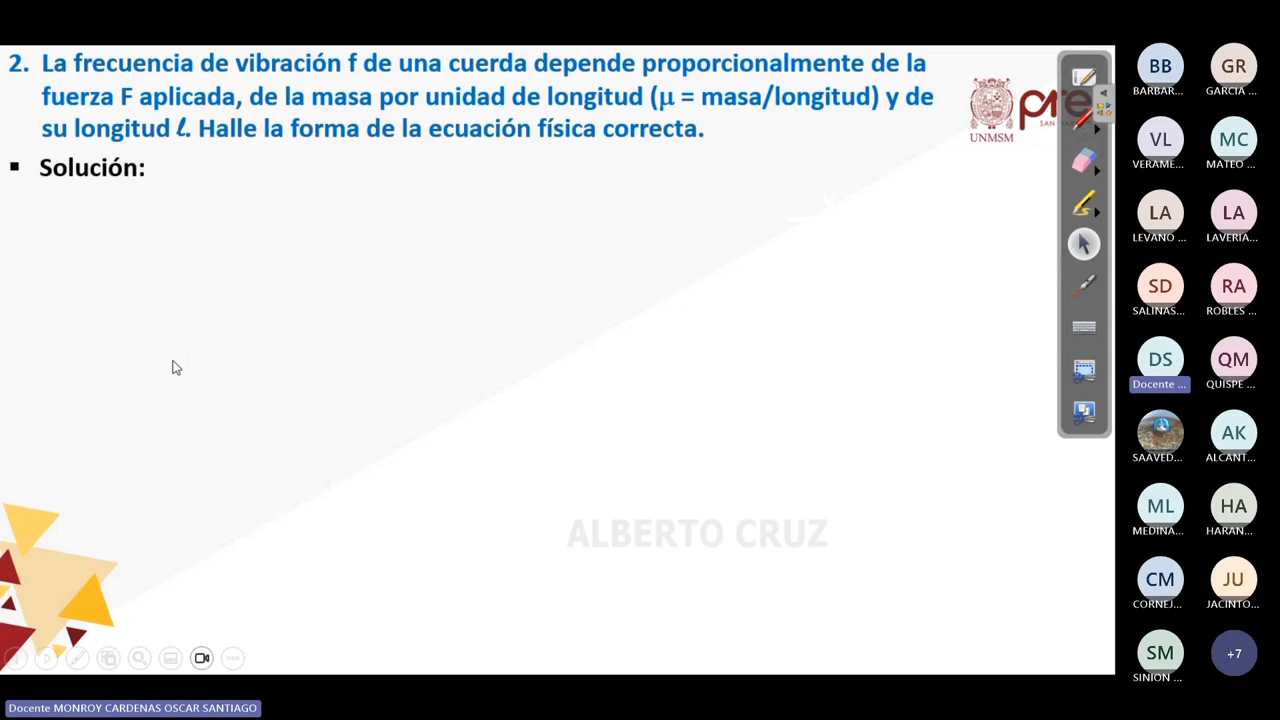 2. La frecuencia de vibración f de una cuerda depende proporcionalmente de la
fuerza F aplicada, de la masa por unidad de longitud (μ = masa/longitud) y de
su longitud ℓ. Halle la forma de la ecuación física correcta.
▪ Solución:
UNMSM
pre
ALBERTO CRUZ
BB
BARBAR...
GR
GARCIA ...
VL
VERAME...
MC
MATEO ...
LA
LEVANO ...
LA
LAVERIA...
SD
SALINAS...
RA
ROBLES ...
DS
Docente ...
QM
QUISPE ...
SAAVED...
AK
ALCANT...
ML
MEDINA...
HA
HARAN...
CM
CORNEJ...
JU
JACINTO...
SM
SINION ...
+7
Docente MONROY CARDENAS OSCAR SANTIAGO